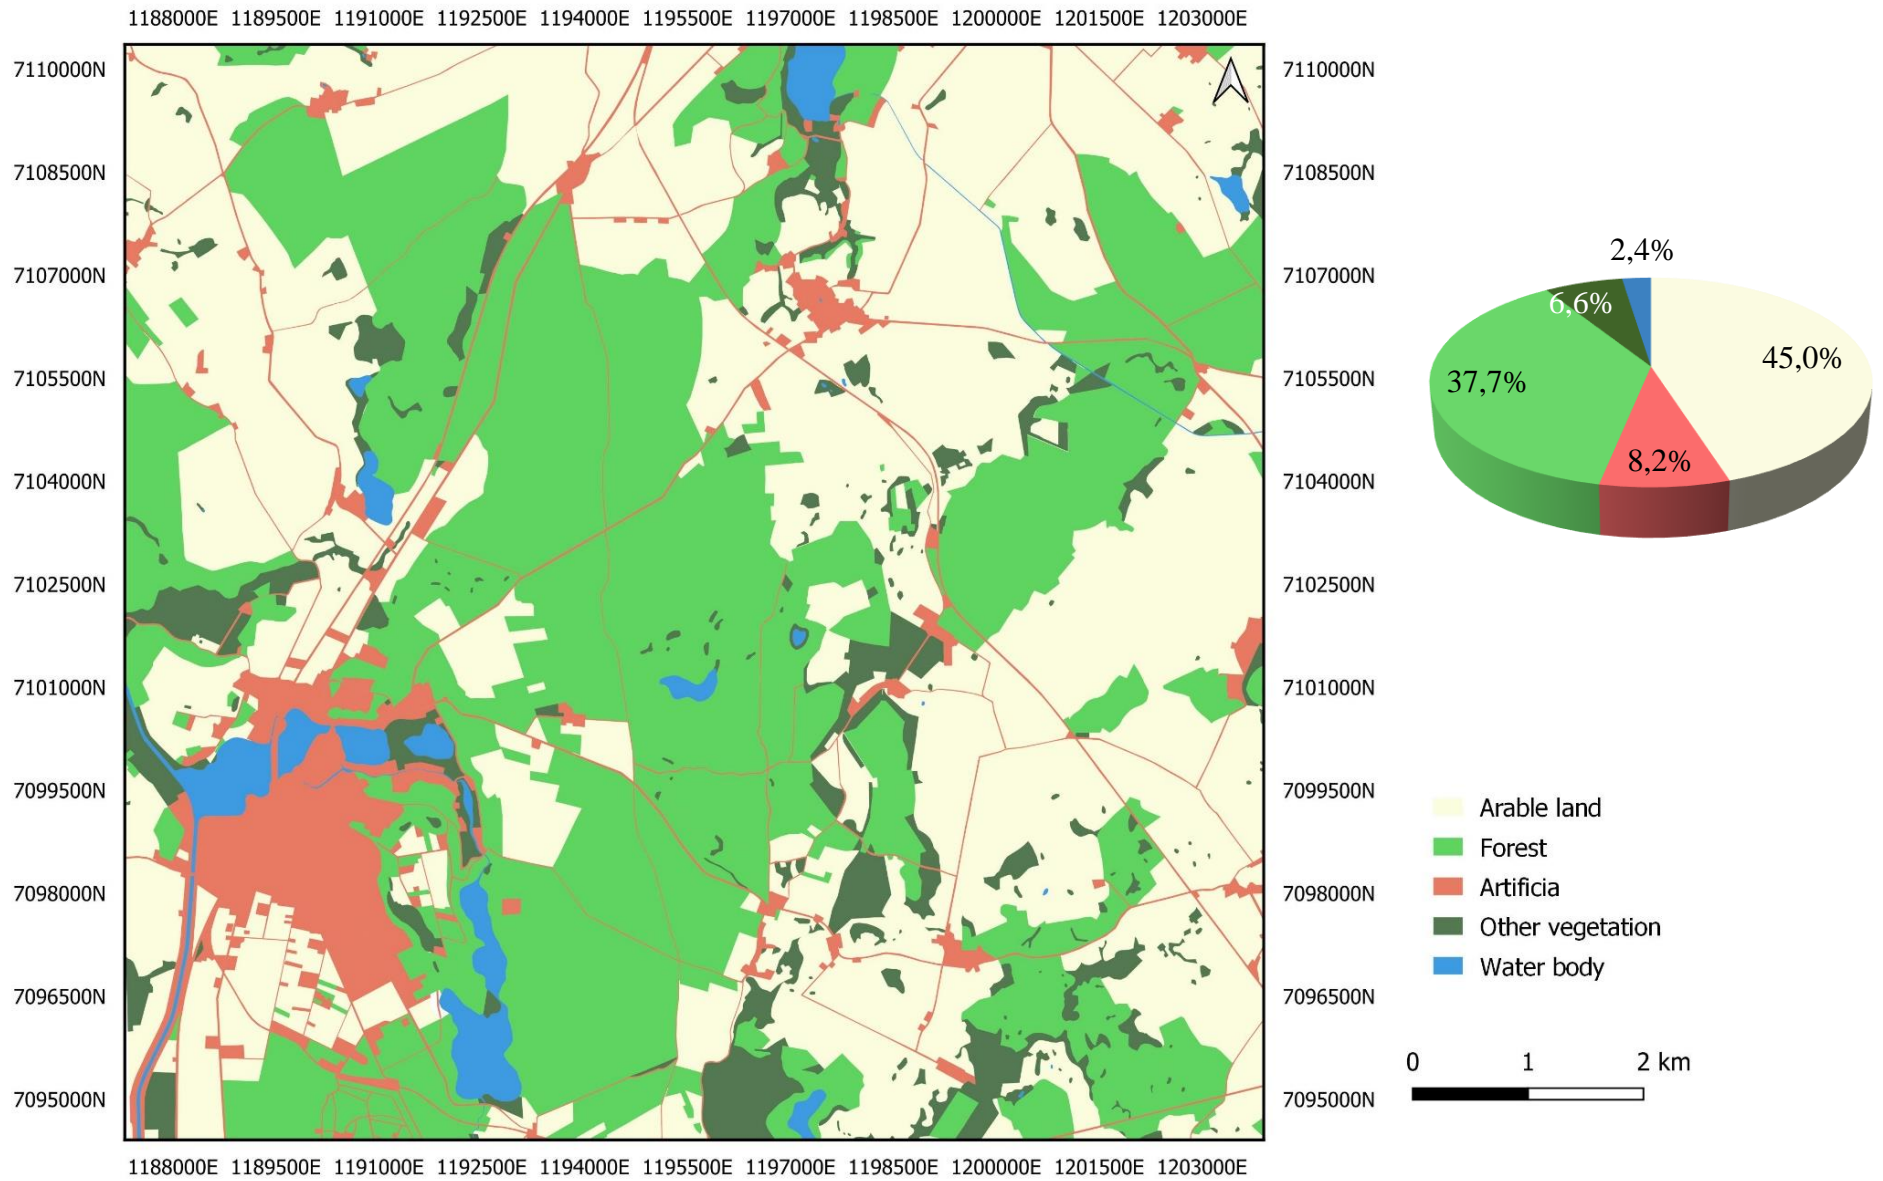 1188000E 1189500E 1191000E 1192500E 1194000E 1195500E 1197000E 1198500E 1200000E 1201500E 1203000E
7110000N 7110000N
7108500N 7108500N
7107000N 7107000N
7105500N 7105500N
7104000N 7104000N
7102500N 7102500N
7101000N 7101000N
7099500N 7099500N
7098000N 7098000N
7096500N 7096500N
7095000N 7095000N
1188000E 1189500E 1191000E 1192500E 1194000E 1195500E 1197000E 1198500E 1200000E 1201500E 1203000E
2,4%
6,6%
45,0%
37,7%
8,2%
Arable land
Forest
Artificia
Other vegetation
Water body
0 1 2 km